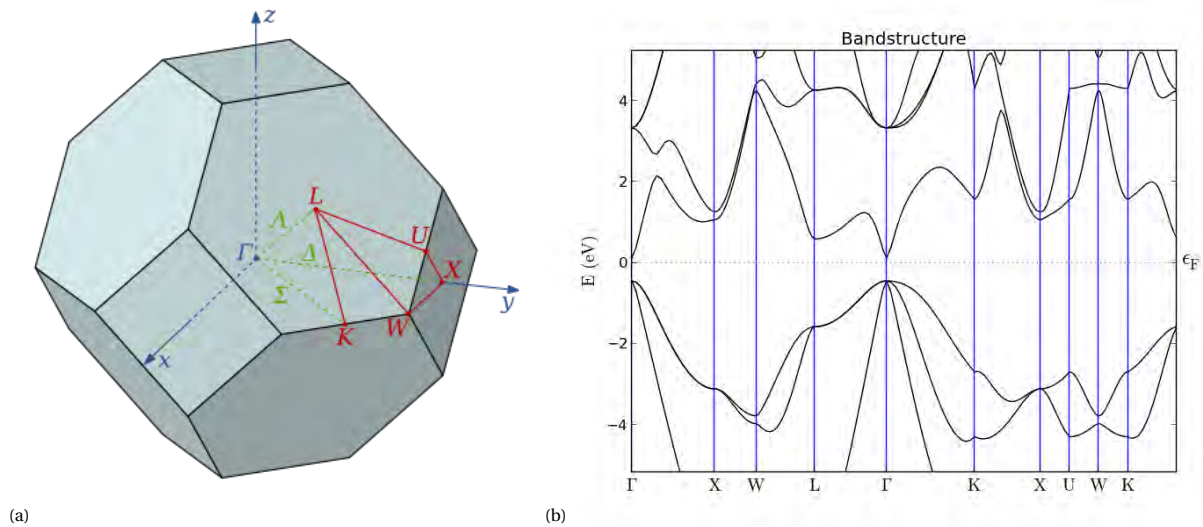 z
L
Λ
Γ
Δ
U
X
Σ
y
K
W
x
(a)
Bandstructure
E (eV)
4
2
0
−2
−4
ϵF
Γ X W L Γ K X U W K
(b)